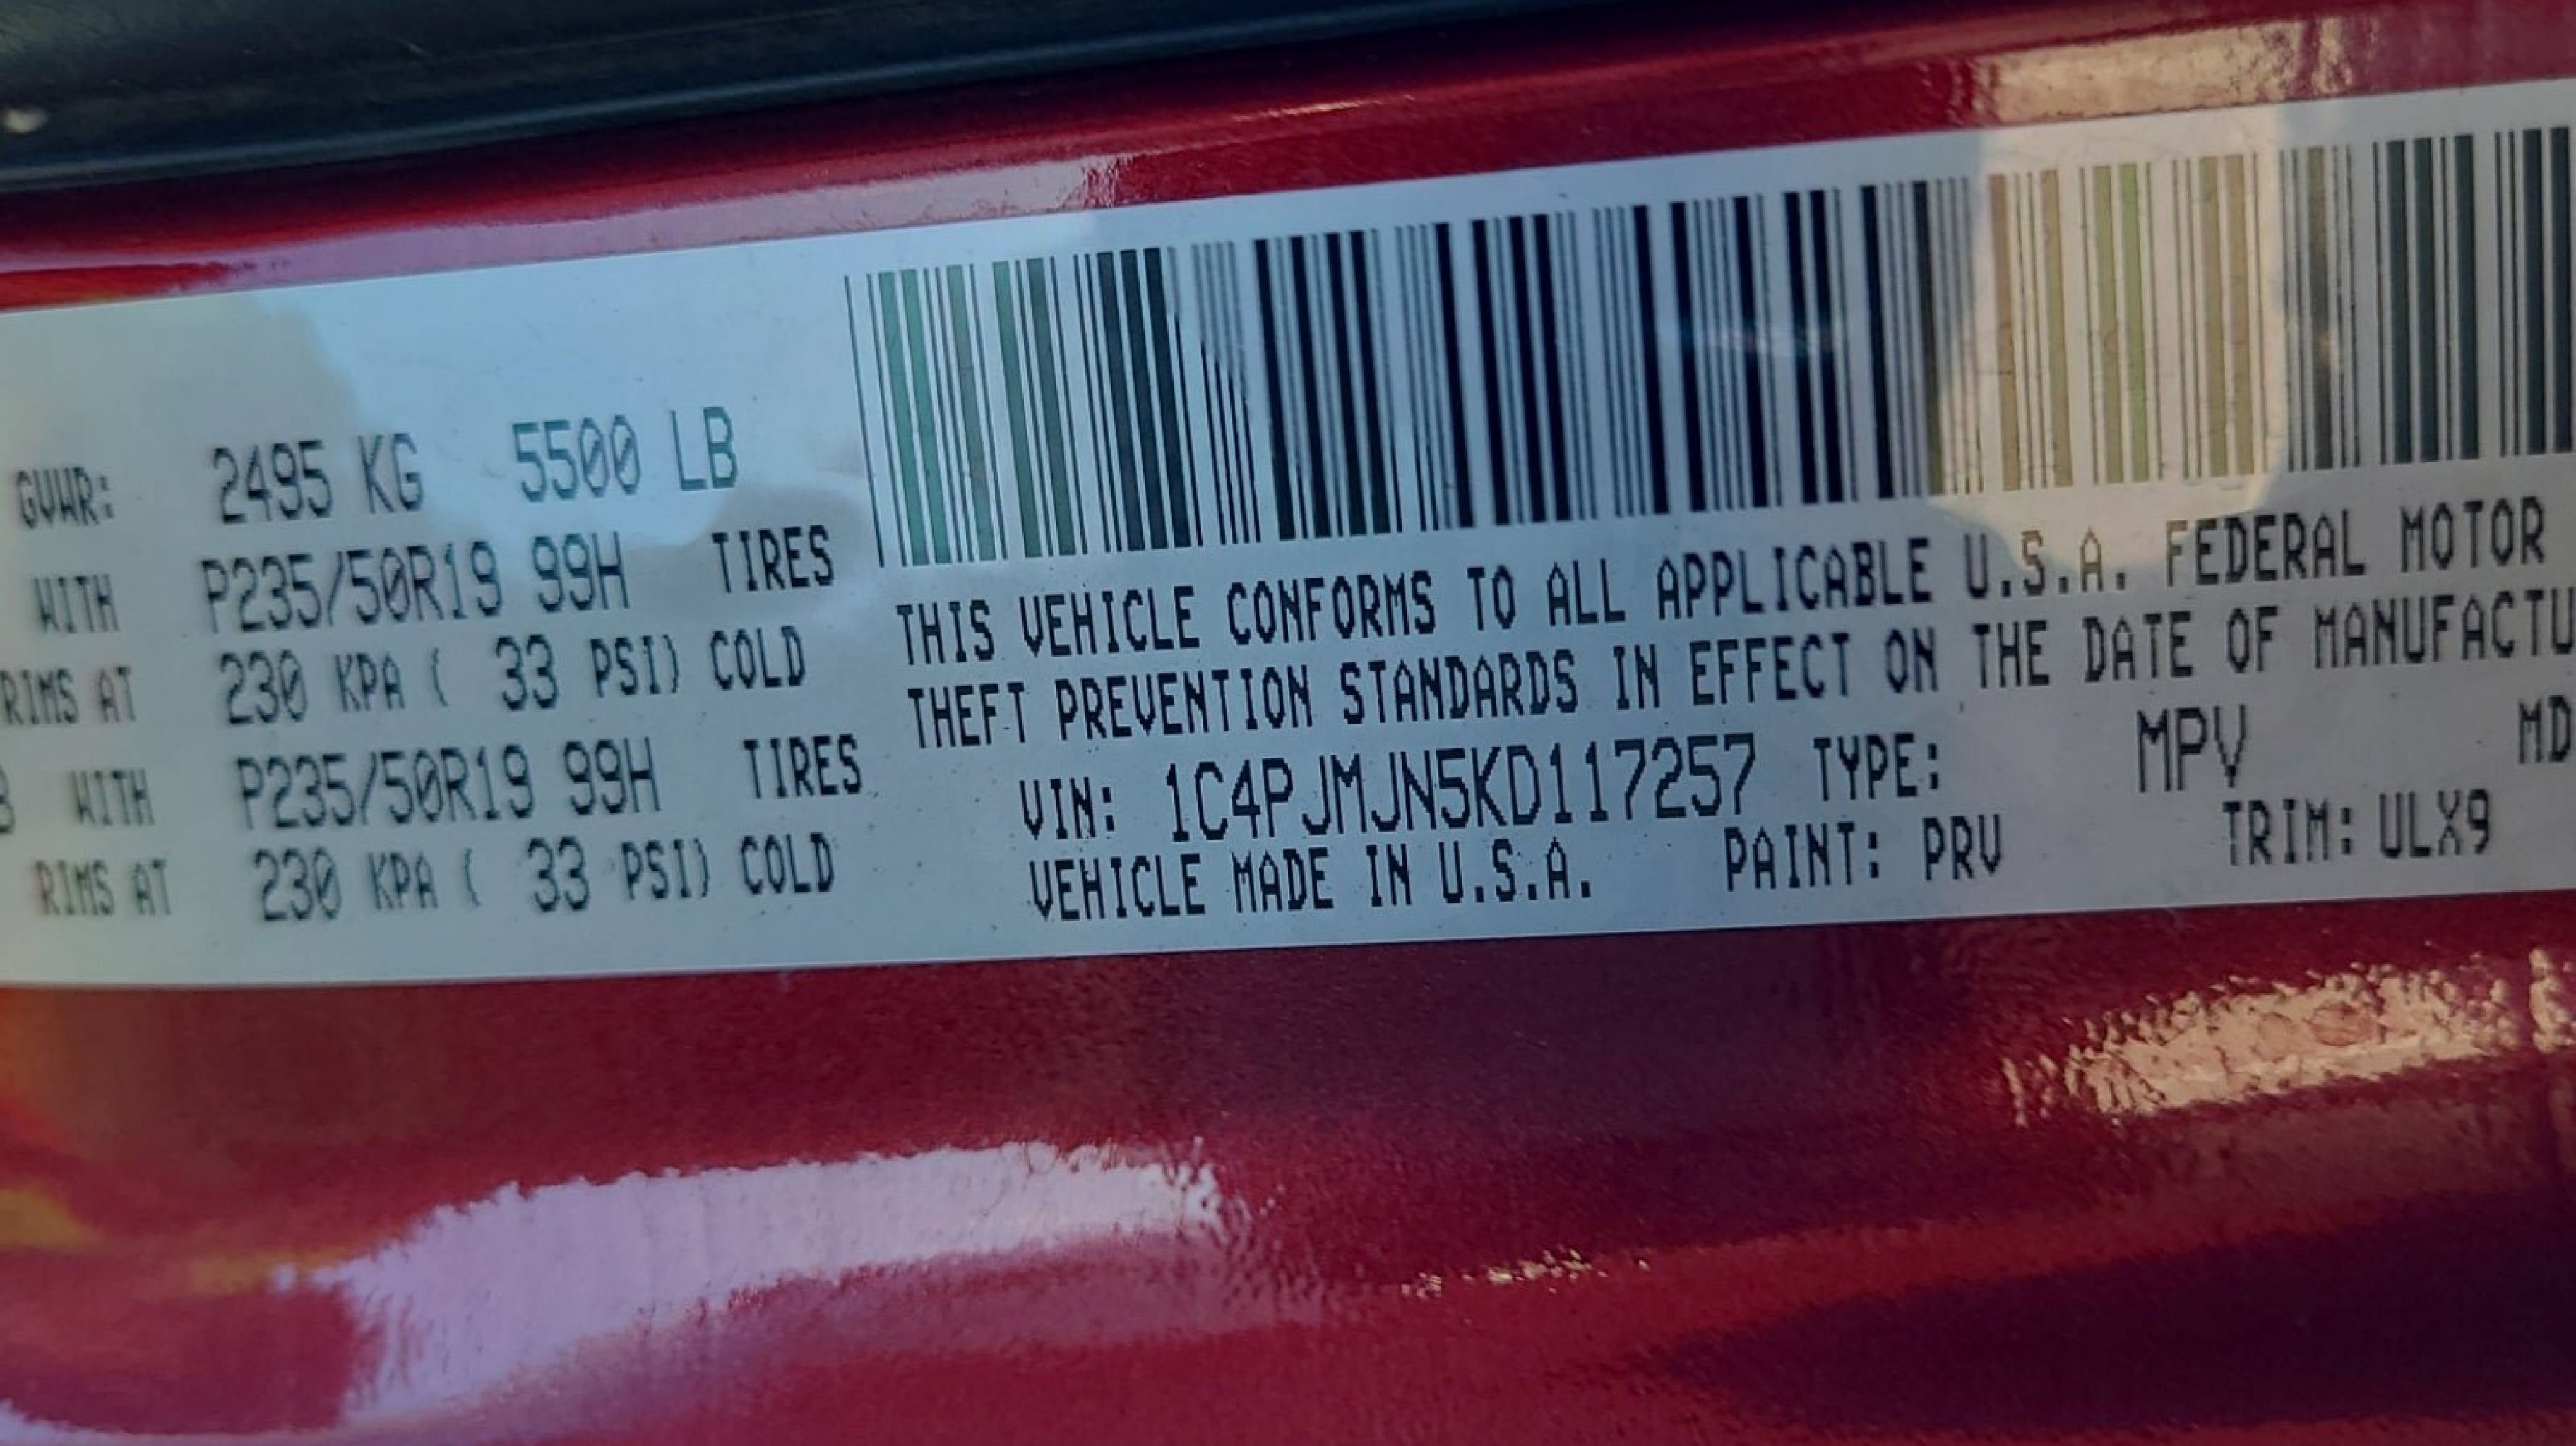 GVWR: 2495 KG 5500 LB
WITH P235/50R19 99H TIRES
RIMS AT 230 KPA ( 33 PSI) COLD
WITH P235/50R19 99H TIRES
RIMS AT 230 KPA ( 33 PSI) COLD
THIS VEHICLE CONFORMS TO ALL APPLICABLE U.S.A. FEDERAL MOTOR
THEFT PREVENTION STANDARDS IN EFFECT ON THE DATE OF MANUFACTU
VIN: 1C4PJMJN5KD117257 TYPE: MPV MD
VEHICLE MADE IN U.S.A. PAINT: PRV TRIM: ULX9